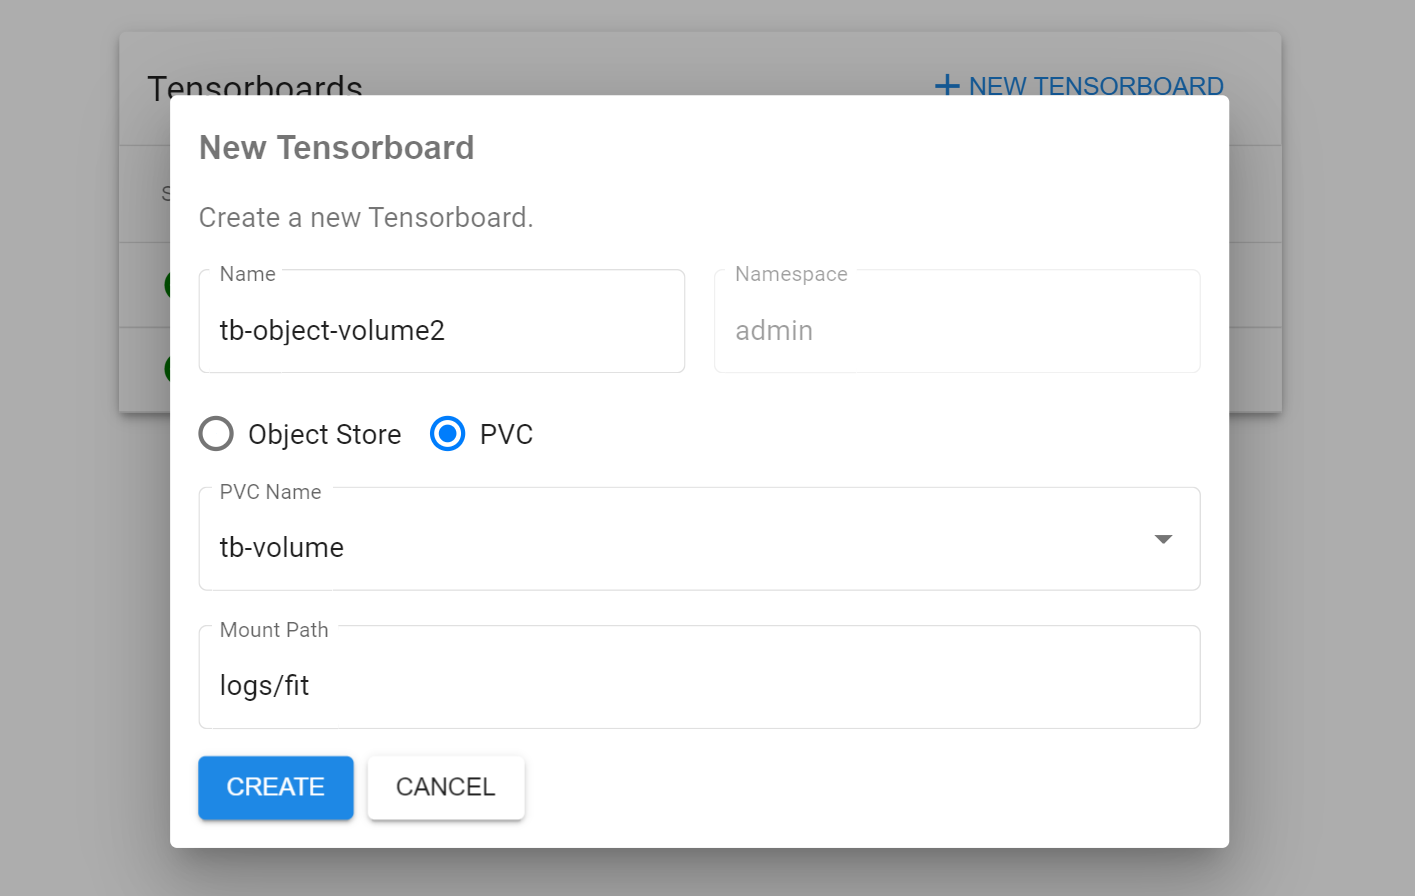 Tensorboards
NEW TENSORBOARD
New Tensorboard
Create a new Tensorboard.
Name
Namespace
tb-object-volume2
admin
Object Store
PVC
PVC Name
tb-volume
Mount Path
logs/fit
CREATE
CANCEL